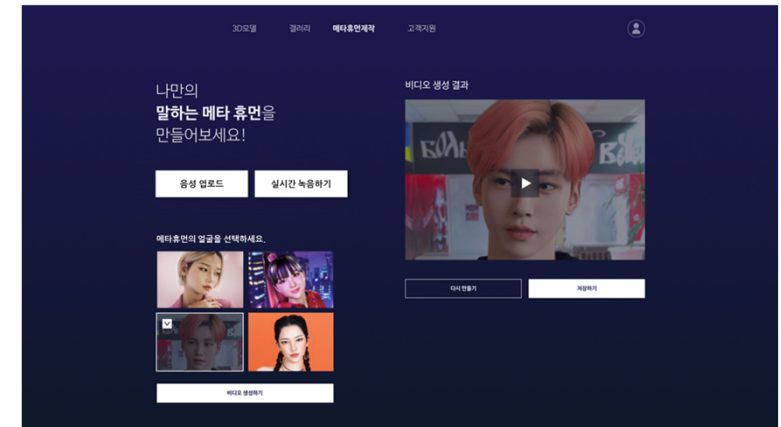 3D모델
갤러리
메타휴먼제작
고객지원
나만의
말하는 메타 휴먼을
만들어보세요!
음성 업로드
실시간 녹음하기
메타휴먼의 얼굴을 선택하세요.
비디오 생성하기
비디오 생성 결과
다시 만들기
저장하기